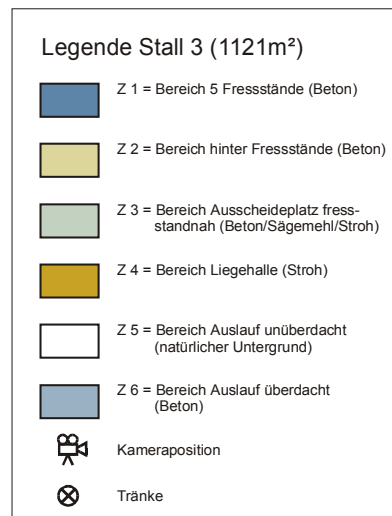 Legende Stall 3 (1121m²)
Z 1 = Bereich 5 Fressstände (Beton)
Z 2 = Bereich hinter Fressstände (Beton)
Z 3 = Bereich Ausscheideplatz fress-
standnah (Beton/Sägemehl/Stroh)
Z 4 = Bereich Liegehalle (Stroh)
Z 5 = Bereich Auslauf unüberdacht
(natürlicher Untergrund)
Z 6 = Bereich Auslauf überdacht
(Beton)
Kameraposition
Tränke